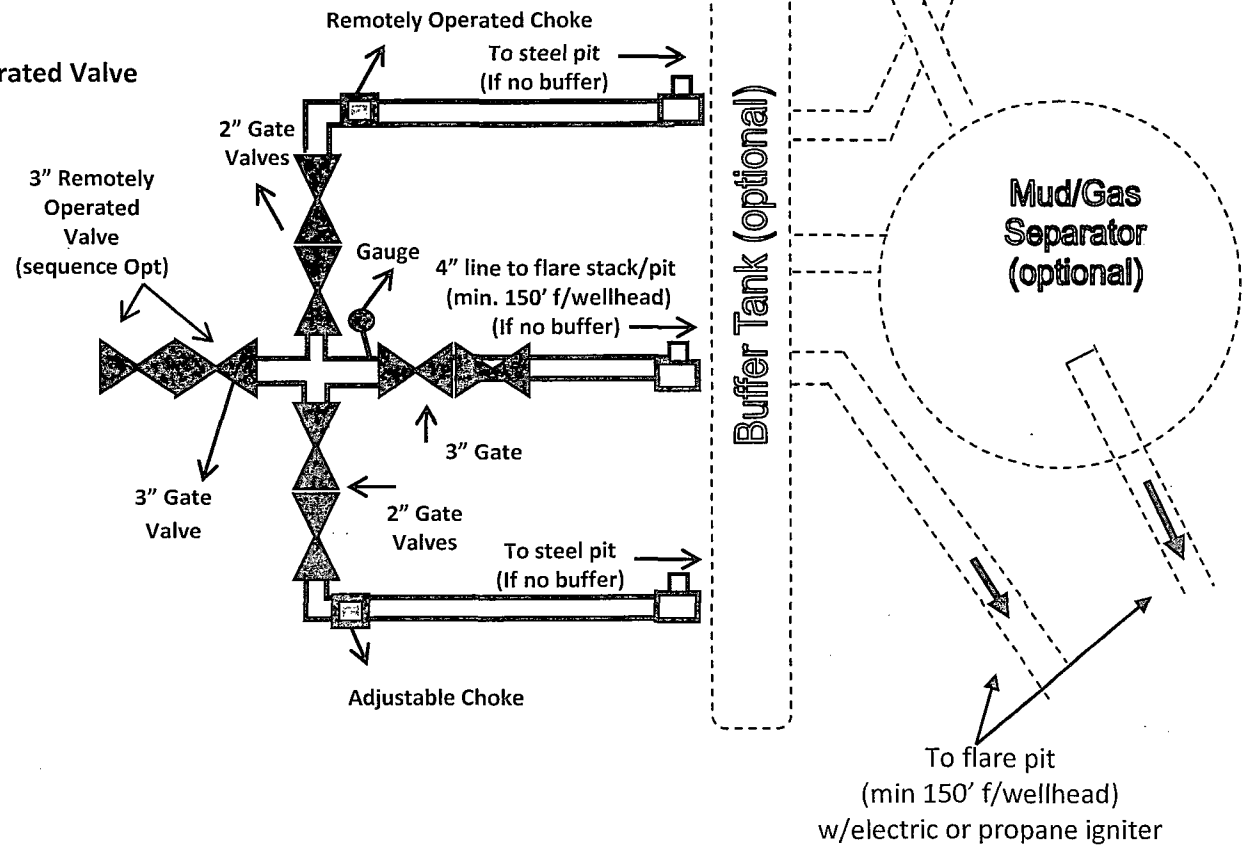 Remotely Operated Choke
To steel pit
(If no buffer)
rated Valve
2” Gate
Valves
3” Remotely
Operated
Valve
(sequence Opt)
Gauge
4” line to flare stack/pit
(min. 150’ f/wellhead)
(If no buffer)
Buffer Tank (optional)
Mud/Gas
Separator
(optional)
3” Gate
3” Gate
Valve
2” Gate
Valves
To steel pit
(If no buffer)
Adjustable Choke
To flare pit
(min 150’ f/wellhead)
w/electric or propane igniter